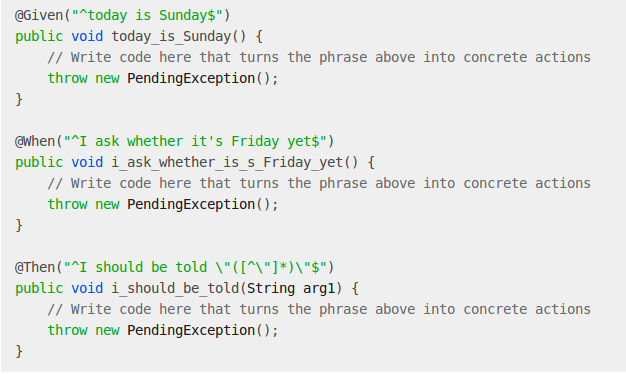 @Given("^today is Sunday$")
public void today_is_Sunday() {
    // Write code here that turns the phrase above into concrete actions
    throw new PendingException();
}

@When("^I ask whether it's Friday yet$")
public void i_ask_whether_is_s_Friday_yet() {
    // Write code here that turns the phrase above into concrete actions
    throw new PendingException();
}

@Then("^I should be told \"([^\"]*)\"$")
public void i_should_be_told(String arg1) {
    // Write code here that turns the phrase above into concrete actions
    throw new PendingException();
}